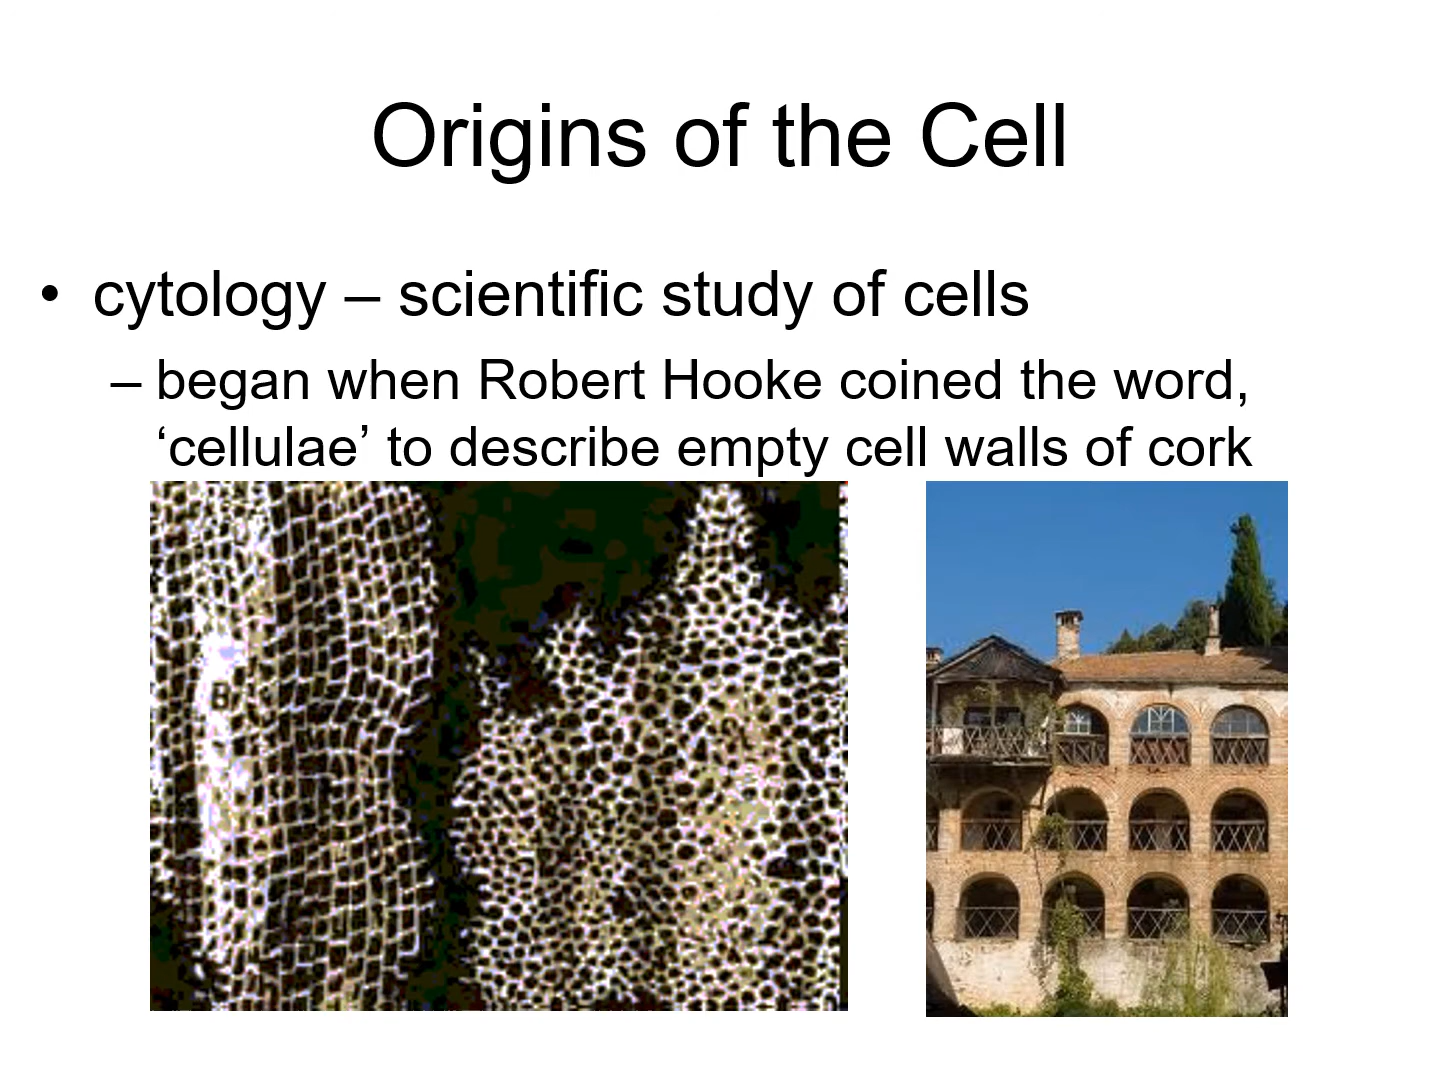 Origins of the Cell
• cytology – scientific study of cells
– began when Robert Hooke coined the word,
‘cellulae’ to describe empty cell walls of cork
B